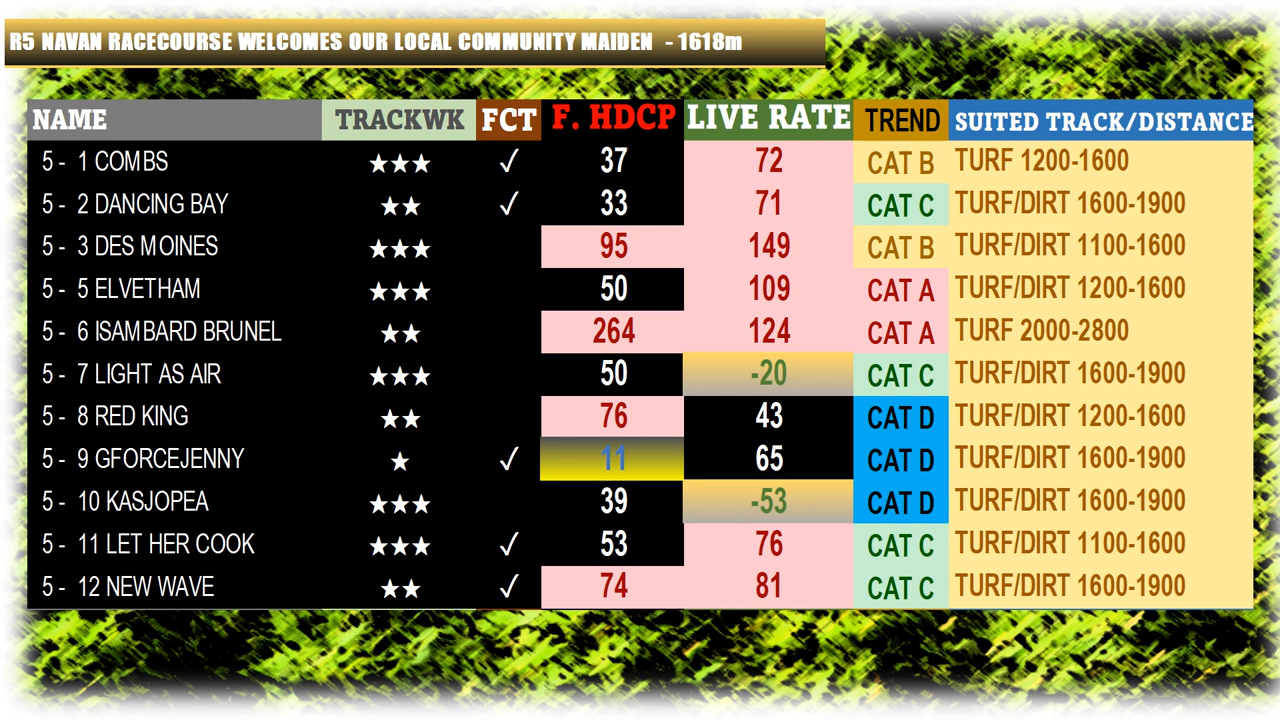 R5 NAVAN RACECOURSE WELCOMES OUR LOCAL COMMUNITY MAIDEN - 1618m
NAME TRACKWK FCT F. HDCP LIVE RATE TREND SUITED TRACK/DISTANCE
5 - 1 COMBS ★★★ ✓ 37 72 CAT B TURF 1200-1600
5 - 2 DANCING BAY ★★ ✓ 33 71 CAT C TURF/DIRT 1600-1900
5 - 3 DES MOINES ★★★ 95 149 CAT B TURF/DIRT 1100-1600
5 - 5 ELVETHAM ★★★ 50 109 CAT A TURF/DIRT 1200-1600
5 - 6 ISAMBARD BRUNEL ★★ 264 124 CAT A TURF 2000-2800
5 - 7 LIGHT AS AIR ★★★ 50 -20 CAT C TURF/DIRT 1600-1900
5 - 8 RED KING ★★ 76 43 CAT D TURF/DIRT 1200-1600
5 - 9 GFORCEJENNY ★ ✓ 11 65 CAT D TURF/DIRT 1600-1900
5 - 10 KASJOPEA ★★★ 39 -53 CAT D TURF/DIRT 1600-1900
5 - 11 LET HER COOK ★★★ ✓ 53 76 CAT C TURF/DIRT 1100-1600
5 - 12 NEW WAVE ★★ ✓ 74 81 CAT C TURF/DIRT 1600-1900